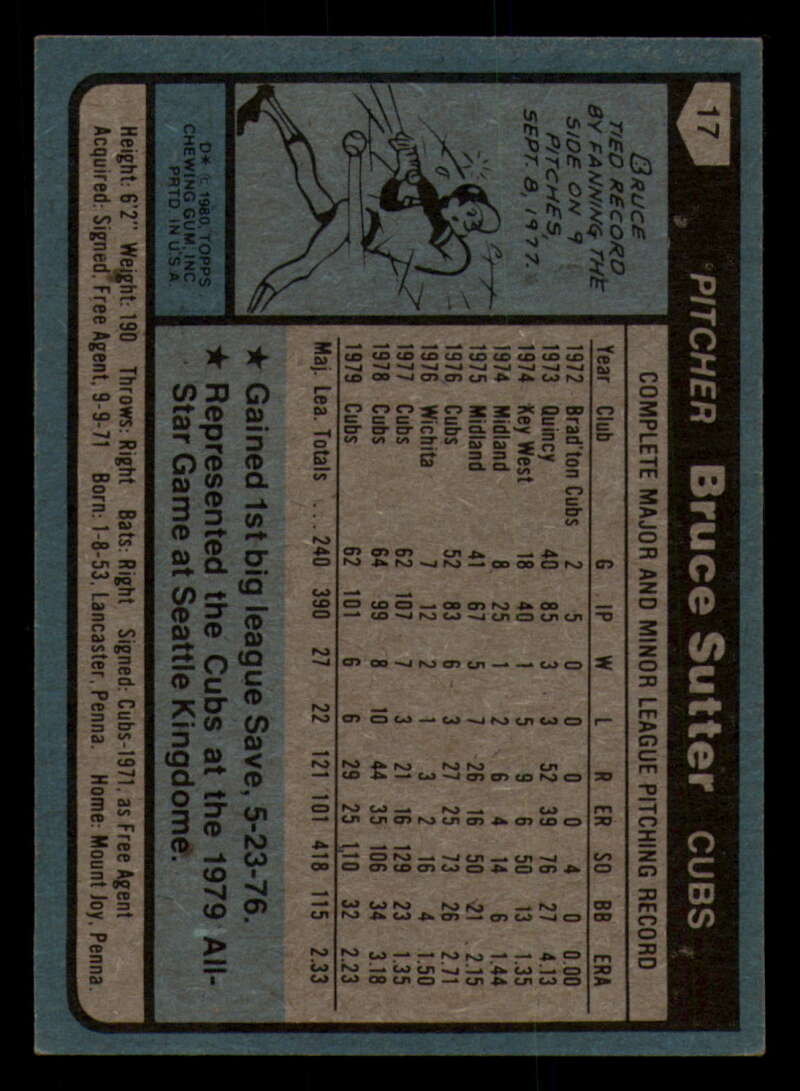 17 PITCHER Bruce Sutter CUBS
BRUCE
TIED RECORD
BY FANNING THE
SIDE ON 9
PITCHES,
SEPT. 8, 1977.
D* © 1980, TOPPS
CHEWING GUM, INC.
PRTD. IN U.S.A.
COMPLETE MAJOR AND MINOR LEAGUE PITCHING RECORD
Year Club G IP W L R ER SO BB ERA
1972 Brad'ton Cubs 2 5 0 0 0 0 4 0 0.00
1973 Quincy 40 85 3 3 52 39 76 27 4.13
1974 Key West 18 40 1 5 9 6 50 13 1.35
1974 Midland 8 25 1 2 6 4 14 6 1.44
1975 Midland 41 67 5 7 26 16 50 21 2.15
1976 Cubs 52 83 6 3 27 25 73 26 2.71
1976 Wichita 7 12 2 1 3 2 16 4 1.50
1977 Cubs 62 107 7 3 21 16 129 23 1.35
1978 Cubs 64 99 8 10 44 35 106 34 3.18
1979 Cubs 62 101 6 6 29 25 110 32 2.23
Maj. Lea. Totals ... 240 390 27 22 121 101 418 115 2.33
★ Gained 1st big league Save, 5-23-76.
★ Represented the Cubs at the 1979 All-
Star Game at Seattle Kingdome.
Height: 6'2" Weight: 190 Throws: Right Bats: Right Signed: Cubs-1971, as Free Agent
Acquired: Signed, Free Agent, 9-9-71 Born: 1-8-53, Lancaster, Penna. Home: Mount Joy, Penna.